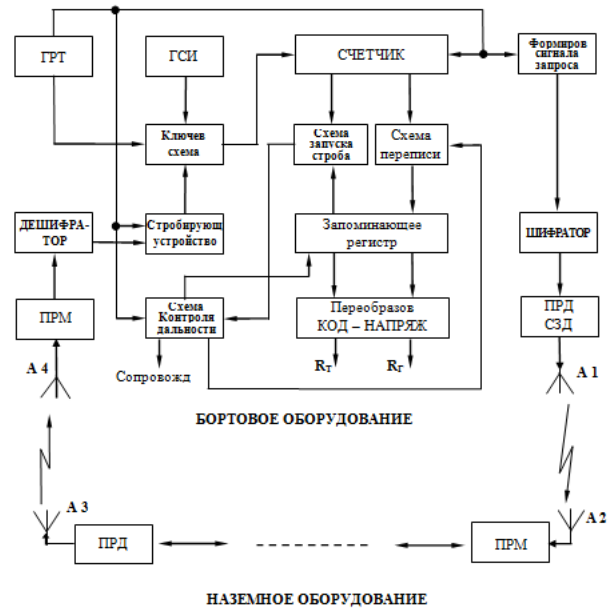 ГРТ
ГСИ
СЧЕТЧИК
Формиров
сигнала
запроса
Ключев
схема
Схема
запуска
строба
Схема
переписи
ДЕШИФРА-
ТОР
Стробирующ
устройство
Запоминающее
регистр
ШИФРАТОР
ПРМ
Схема
Контроля
дальности
Преобразов
КОД – НАПРЯЖ
ПРД
СЗД
А 4
Сопровожд
Rт
Rг
А 1
БОРТОВОЕ ОБОРУДОВАНИЕ
А 3
А 2
ПРД
ПРМ
НАЗЕМНОЕ ОБОРУДОВАНИЕ